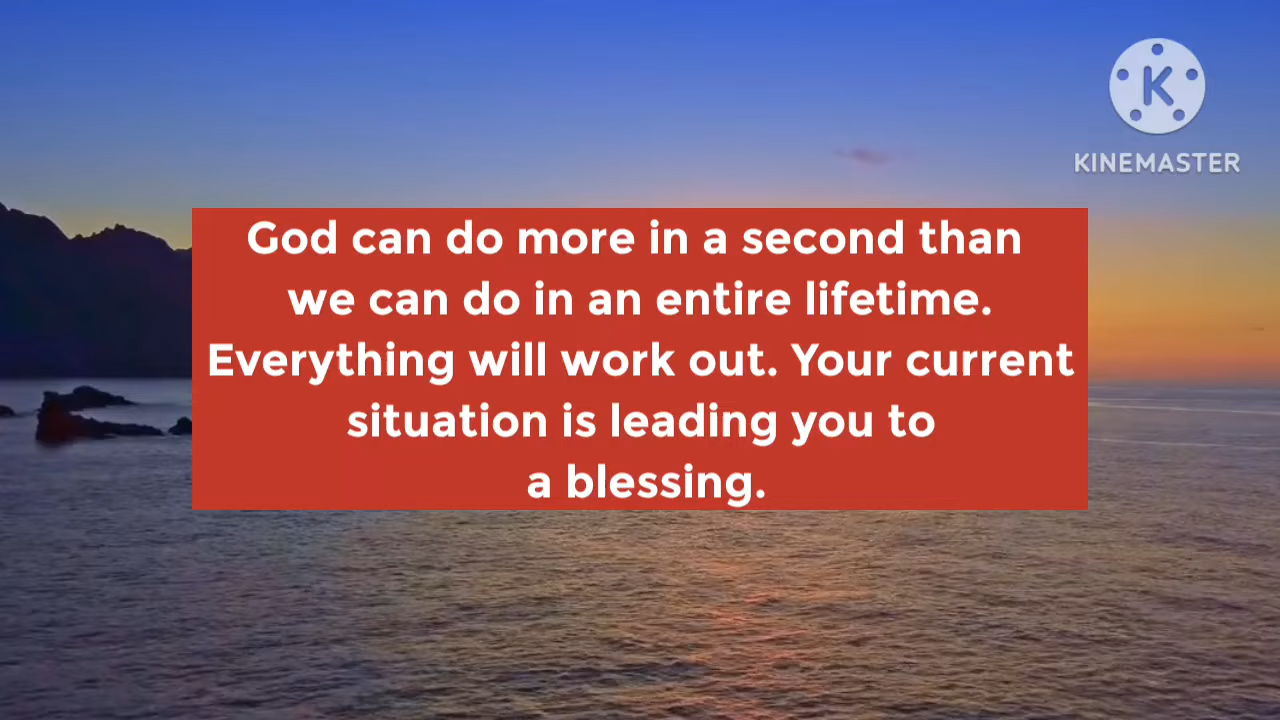 K
KINEMASTER
God can do more in a second than
we can do in an entire lifetime.
Everything will work out. Your current
situation is leading you to
a blessing.